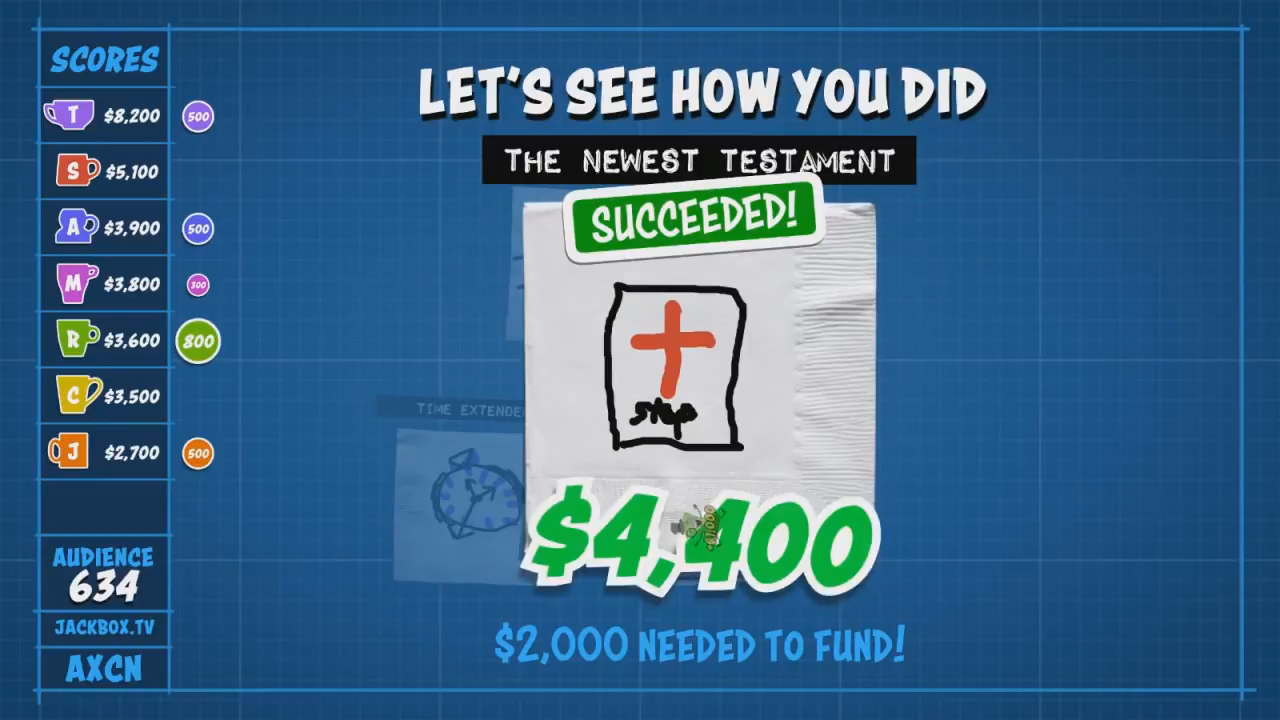 SCORES
T $8,200 500
S $5,100
A $3,900 500
M $3,800 300
R $3,600 800
C $3,500
J $2,700 500
AUDIENCE
634
JACKBOX.TV
AXCN
LET'S SEE HOW YOU DID
THE NEWEST TESTAMENT
SUCCEEDED!
TIME EXTENDE
$4,400
$2,000 NEEDED TO FUND!